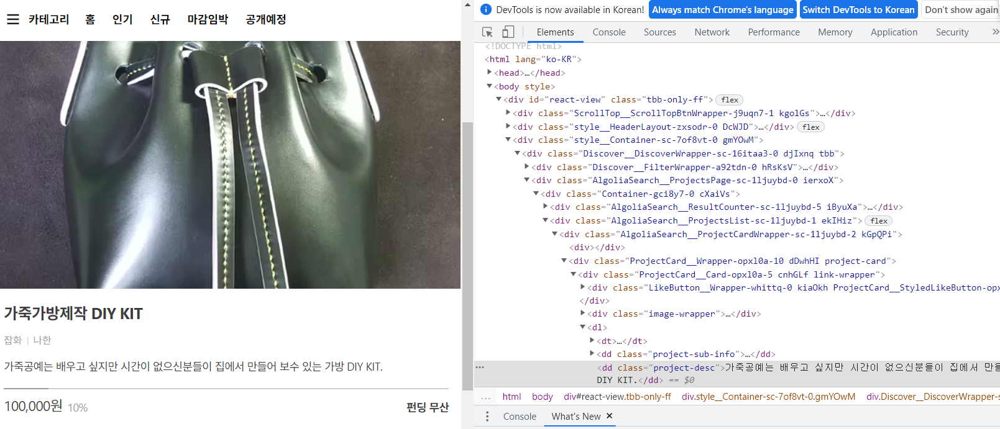 카테고리 홈 인기 신규 마감임박 공개예정
가죽가방제작 DIY KIT
잡화 | 나한
가죽공예는 배우고 싶지만 시간이 없으신분들이 집에서 만들어 보수 있는 가방 DIY KIT.
100,000원 10% 펀딩 무산
DevTools is now available in Korean! Always match Chrome's language Switch DevTools to Korean Don't show again
Elements Console Sources Network Performance Memory Application Security »
<!DOCTYPE html>
<html lang="ko-KR">
<head>…</head>
<body style>
<div id="react-view" class="tbb-only-ff"> flex
<div class="ScrollTop__ScrollTopBtnWrapper-j9uqn7-1 kgolGs">…</div>
<div class="style__HeaderLayout-zxsodr-0 DcWJD">…</div> flex
<div class="style__Container-sc-7of8vt-0 gmYOwM">
<div class="Discover__DiscoverWrapper-sc-16itaa3-0 djIxnq tbb">
<div class="Discover__FilterWrapper-a92tdn-0 hRsKsV">…</div>
<div class="AlgoliaSearch__ProjectsPage-sc-1ljuybd-0 ierxoX">
<div class="Container-gci8y7-0 cXaiVs">
<div class="AlgoliaSearch__ResultCounter-sc-1ljuybd-5 iByuXa">…</div>
<div class="AlgoliaSearch__ProjectsList-sc-1ljuybd-1 ekIHiz"> flex
<div class="AlgoliaSearch__ProjectCardWrapper-sc-1ljuybd-2 kGpQPi">
<div></div>
<div class="ProjectCard__Wrapper-opxl0a-10 dDwhHI project-card">
<div class="ProjectCard__Card-opxl0a-5 cnhGLf link-wrapper">
<div class="LikeButton__Wrapper-whittq-0 kiaOkh ProjectCard__StyledLikeButton-opx
</div>
<div class="image-wrapper">…</div>
<dl>
<dt>…</dt>
<dd class="project-sub-info">…</dd>
<dd class="project-desc">가죽공예는 배우고 싶지만 시간이 없으신분들이 집에서 만들
DIY KIT.</dd> == $0
... html body div#react-view.tbb-only-ff div.style__Container-sc-7of8vt-0.gmYOwM div.Discover__DiscoverWrapper-s
Console What's New ×